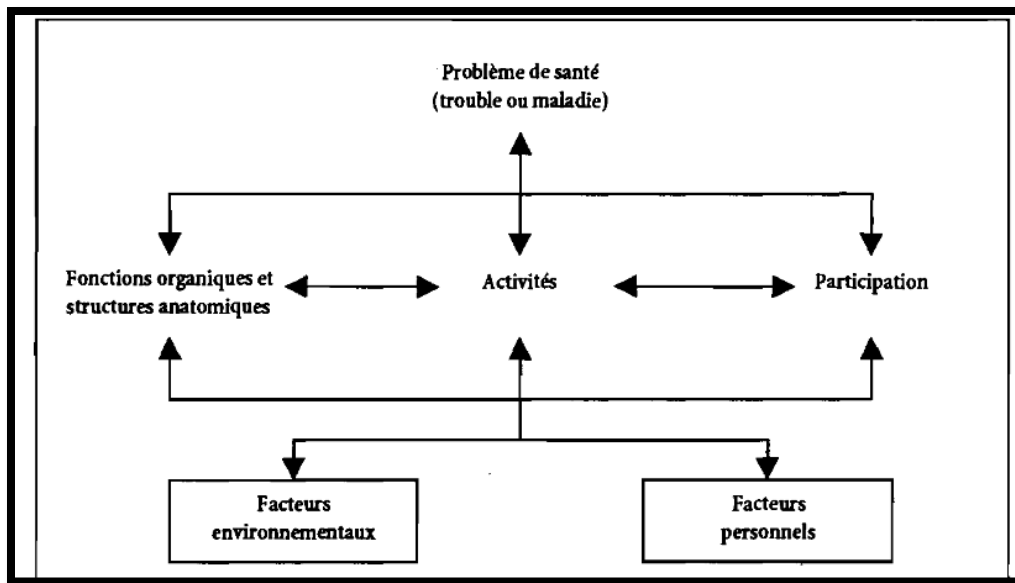 Problème de santé
(trouble ou maladie)
Fonctions organiques et
structures anatomiques
Activités
Participation
Facteurs
environnementaux
Facteurs
personnels